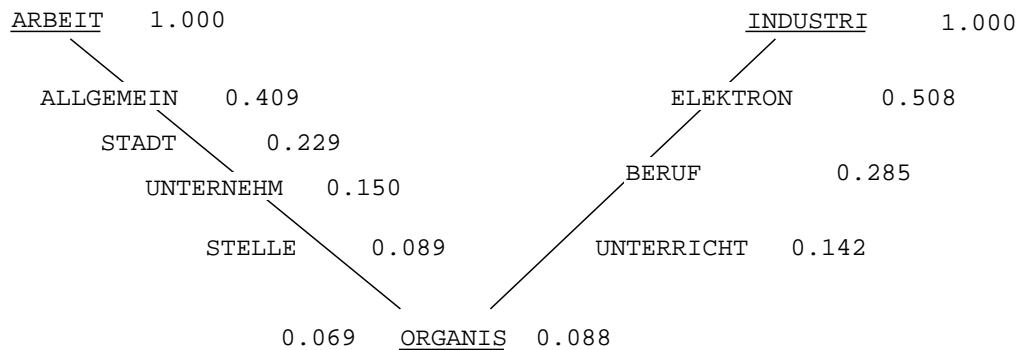 ARBEIT 1.000 INDUSTRI 1.000
ALLGEMEIN 0.409 ELEKTRON 0.508
STADT 0.229
BERUF 0.285
UNTERNEHM 0.150
STELLE 0.089 UNTERRICHT 0.142
0.069 ORGANIS 0.088